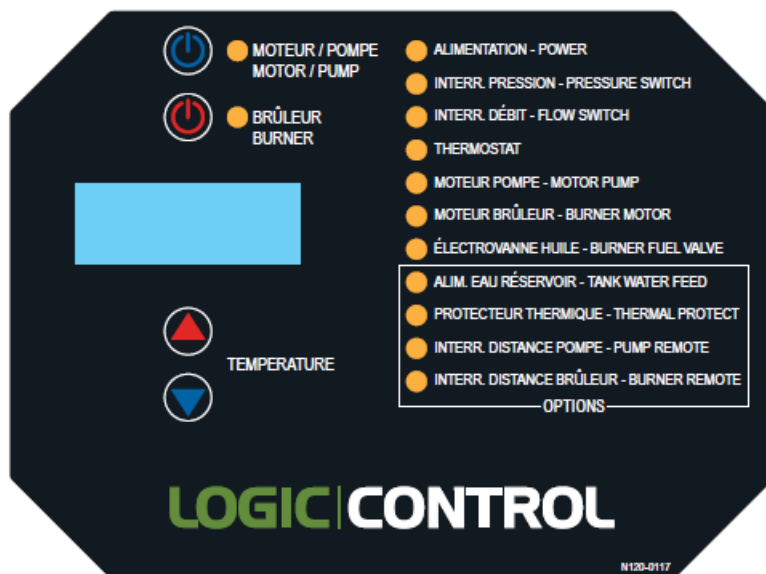 MOTEUR / POMPE
MOTOR / PUMP
BRÛLEUR
BURNER
TEMPERATURE
ALIMENTATION - POWER
INTERR. PRESSION - PRESSURE SWITCH
INTERR. DÉBIT - FLOW SWITCH
THERMOSTAT
MOTEUR POMPE - MOTOR PUMP
MOTEUR BRÛLEUR - BURNER MOTOR
ÉLECTROVANNE HUILE - BURNER FUEL VALVE
ALIM. EAU RÉSERVOIR - TANK WATER FEED
PROTECTEUR THERMIQUE - THERMAL PROTECT
INTERR. DISTANCE POMPE - PUMP REMOTE
INTERR. DISTANCE BRÛLEUR - BURNER REMOTE
OPTIONS
LOGIC|CONTROL
N120-0117